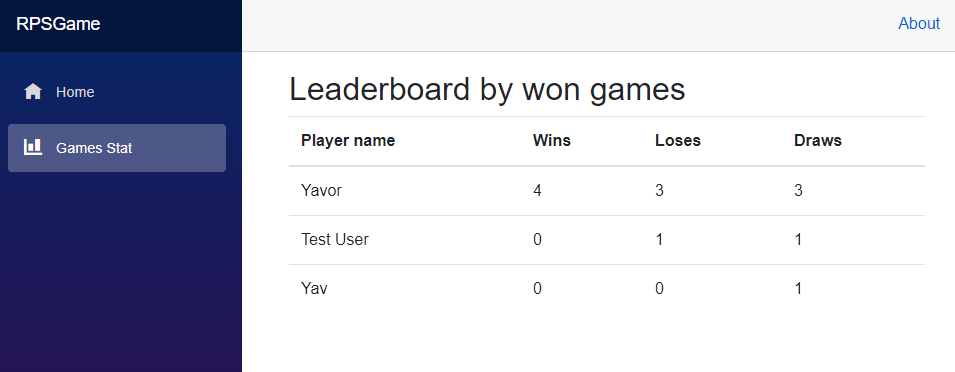 RPSGame
About
Home
Games Stat
Leaderboard by won games
Player name Wins Loses Draws
Yavor 4 3 3
Test User 0 1 1
Yav 0 0 1